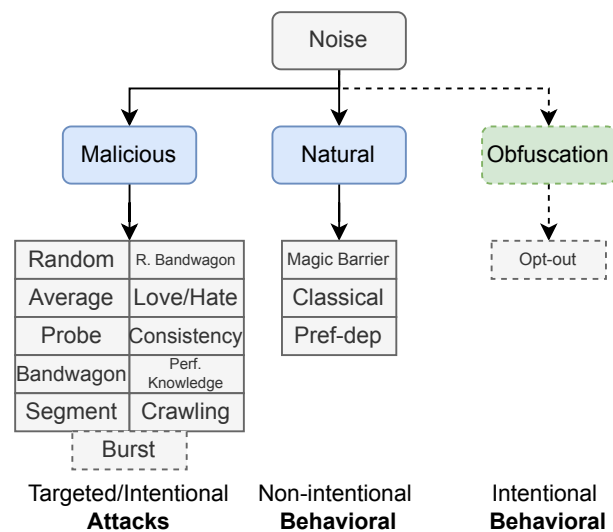 Noise
Malicious
Natural
Obfuscation
Random
R. Bandwagon
Average
Love/Hate
Probe
Consistency
Bandwagon
Perf.
Knowledge
Segment
Crawling
Burst
Magic Barrier
Classical
Pref-dep
Opt-out
Targeted/Intentional
Attacks
Non-intentional
Behavioral
Intentional
Behavioral